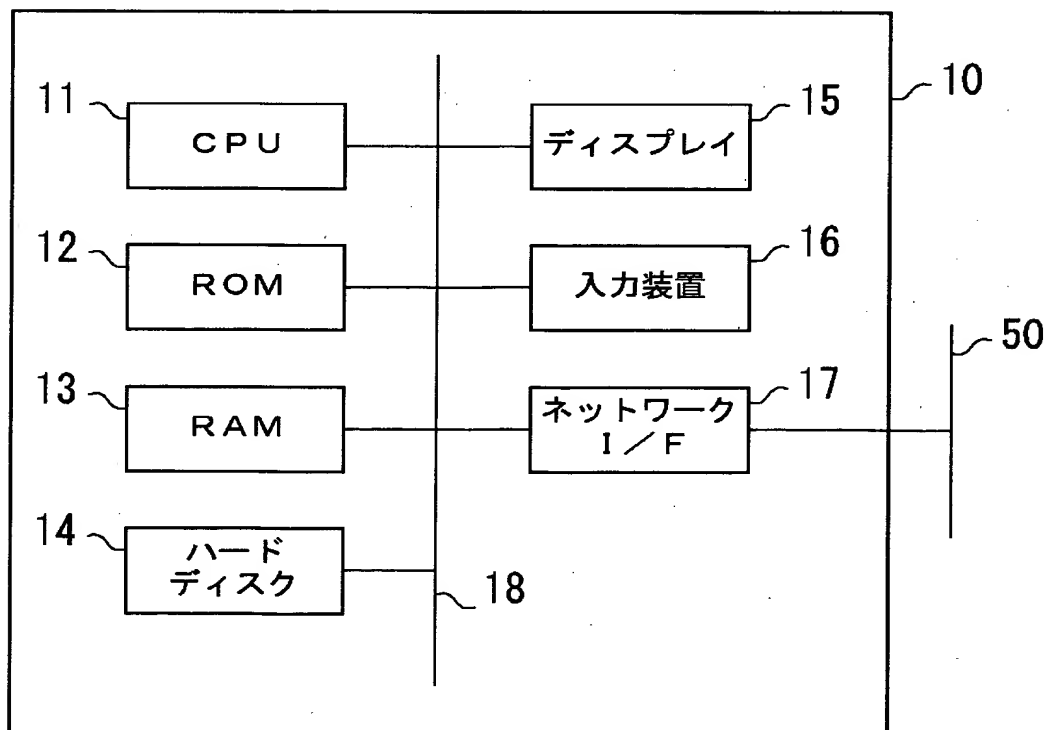 10
11
CPU
15
ディスプレイ
12
ROM
16
入力装置
50
13
RAM
17
ネットワーク
I/F
14
ハード
ディスク
18